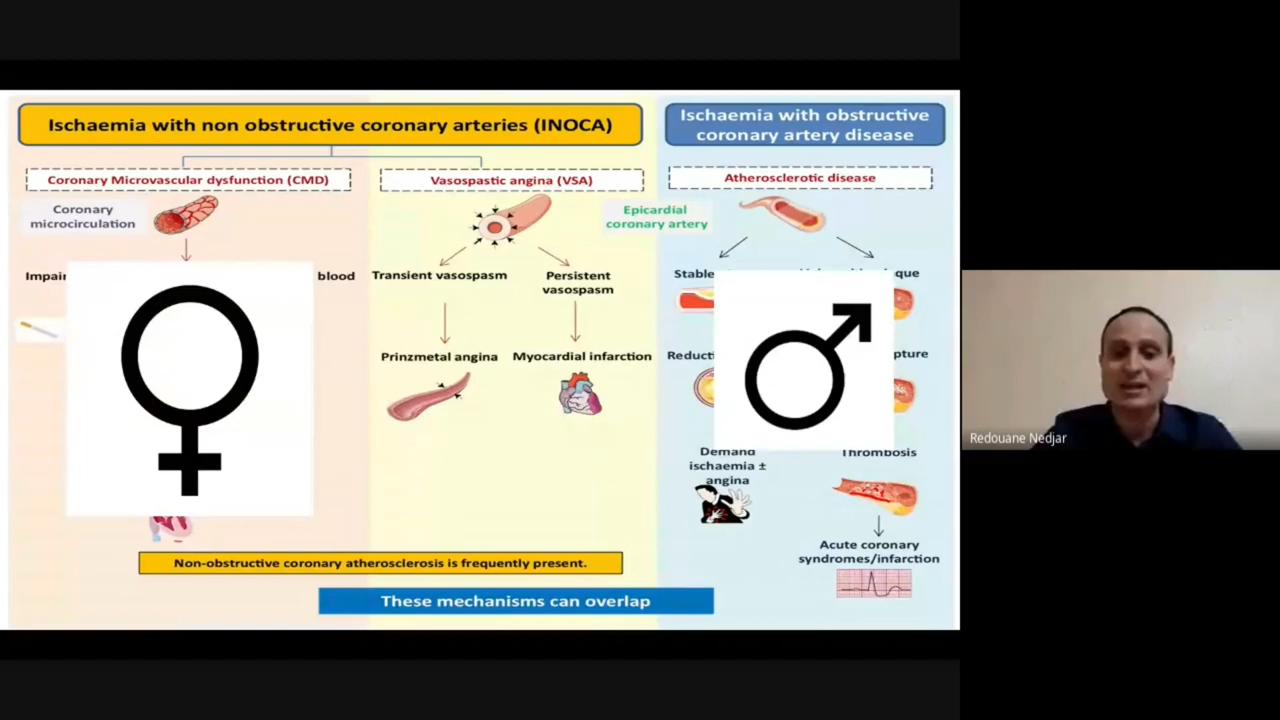 Ischaemia with non obstructive coronary arteries (INOCA)
Ischaemia with obstructive
coronary artery disease
Coronary Microvascular dysfunction (CMD)
Vasospastic angina (VSA)
Atherosclerotic disease
Coronary
microcirculation
Epicardial
coronary artery
blood
Transient vasospasm
Persistent
vasospasm
Stable
Prinzmetal angina
Myocardial infarction
Demand
ischaemia ±
angina
Thrombosis
Acute coronary
syndromes/infarction
Non-obstructive coronary atherosclerosis is frequently present.
These mechanisms can overlap
Redouane Nedjar